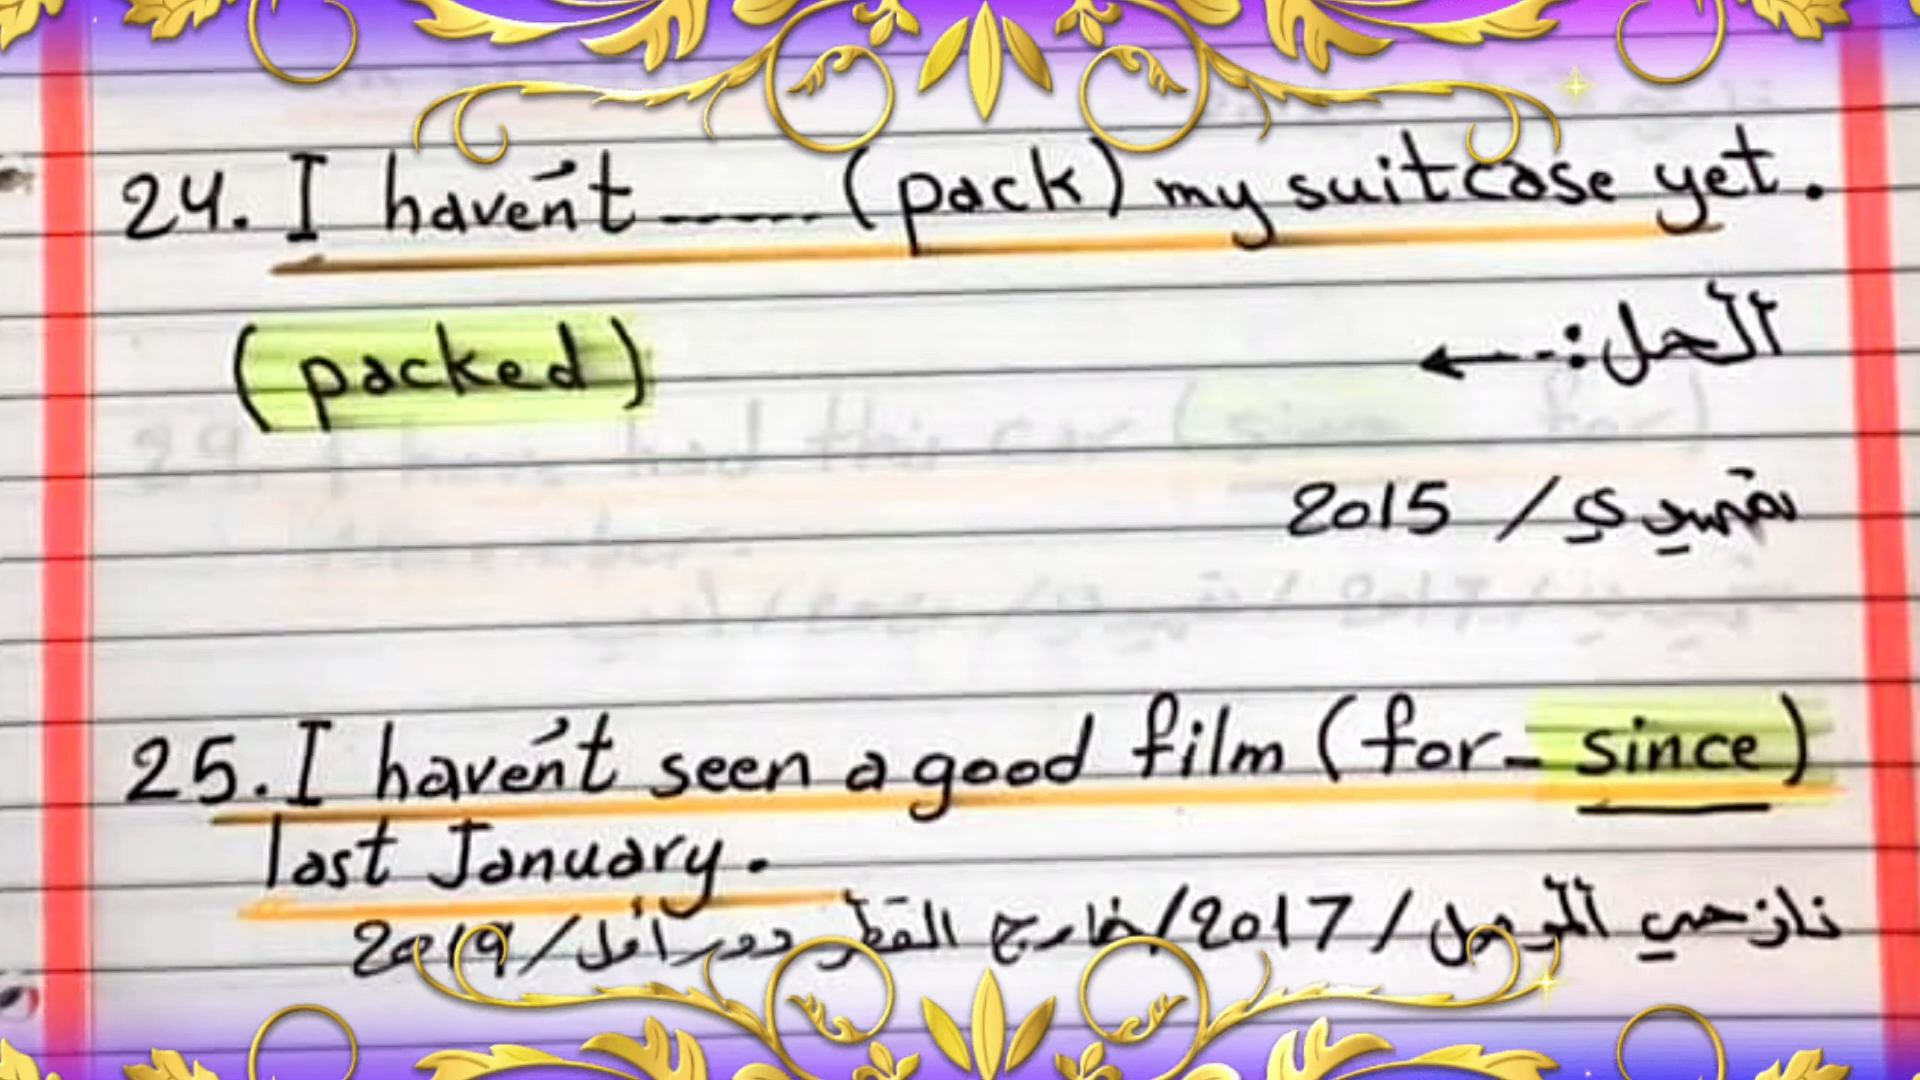 24. I haven't ...... (pack) my suitcase yet.
الحل: ←
(packed)
تمهيدي / 2015
25. I haven't seen a good film (for - since)
last January.
نازحي الموصل / 2017 / خارج القطر دور اول / 2019